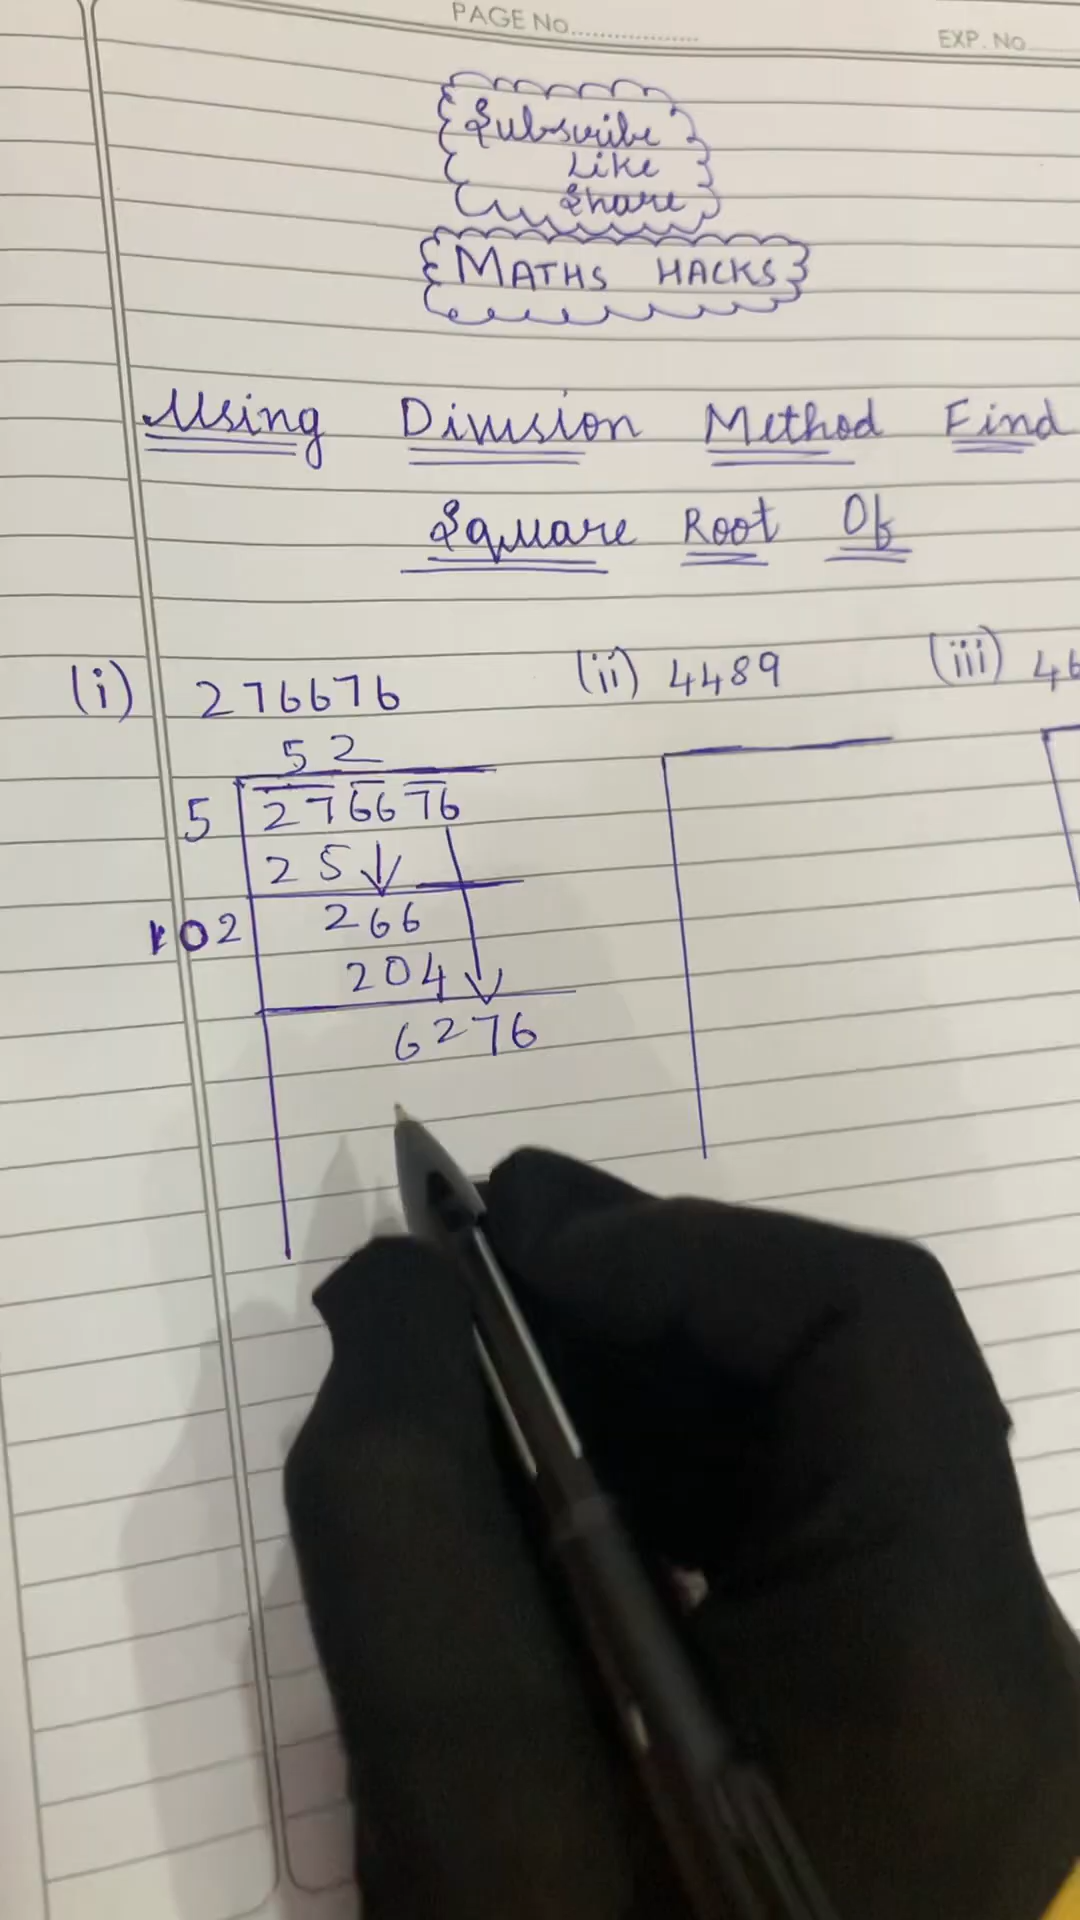 PAGE No.
EXP. No
Subscribe
Like
Share
MATHS HACKS
Using Division Method Find
Square Root Of
(i) 276676 (ii) 4489 (iii) 46
52
5 276676
25
102 266
204
6276